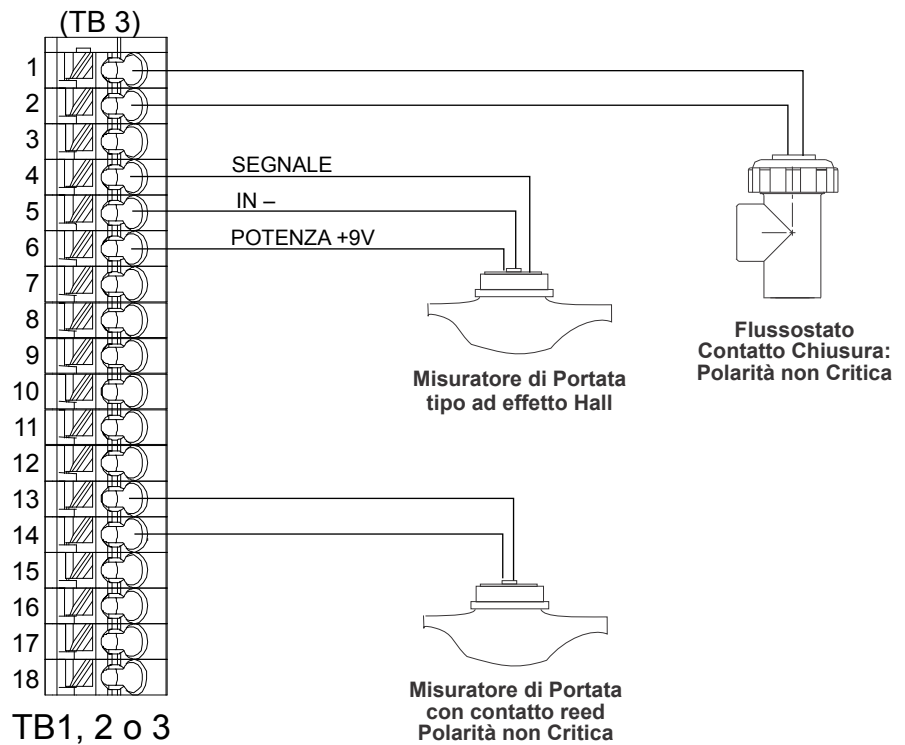 (TB 3)
1
2
3
4
5
6
7
8
9
10
11
12
13
14
15
16
17
18
TB1, 2 o 3
SEGNALE
IN –
POTENZA +9V
Misuratore di Portata
tipo ad effetto Hall
Flussostato
Contatto Chiusura:
Polarità non Critica
Misuratore di Portata
con contatto reed
Polarità non Critica